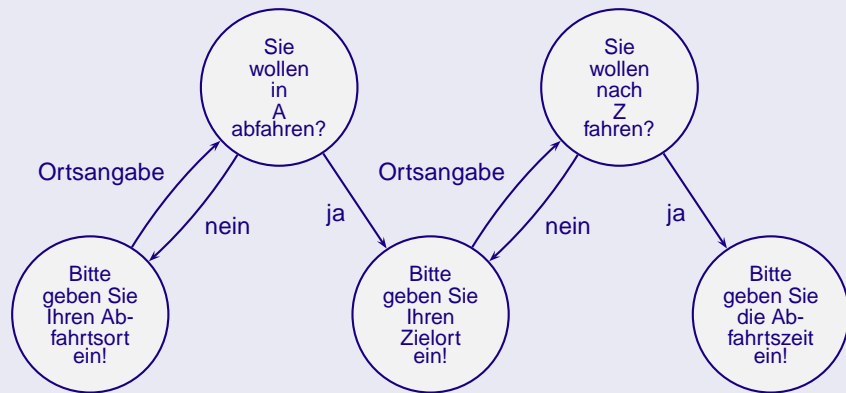 Sie
wollen
in
A
abfahren?
Sie
wollen
nach
Z
fahren?
Ortsangabe
nein
ja
Ortsangabe
nein
ja
Bitte
geben Sie
Ihren Ab-
fahrtsort
ein!
Bitte
geben Sie
Ihren
Zielort
ein!
Bitte
geben Sie
die Ab-
fahrtszeit
ein!